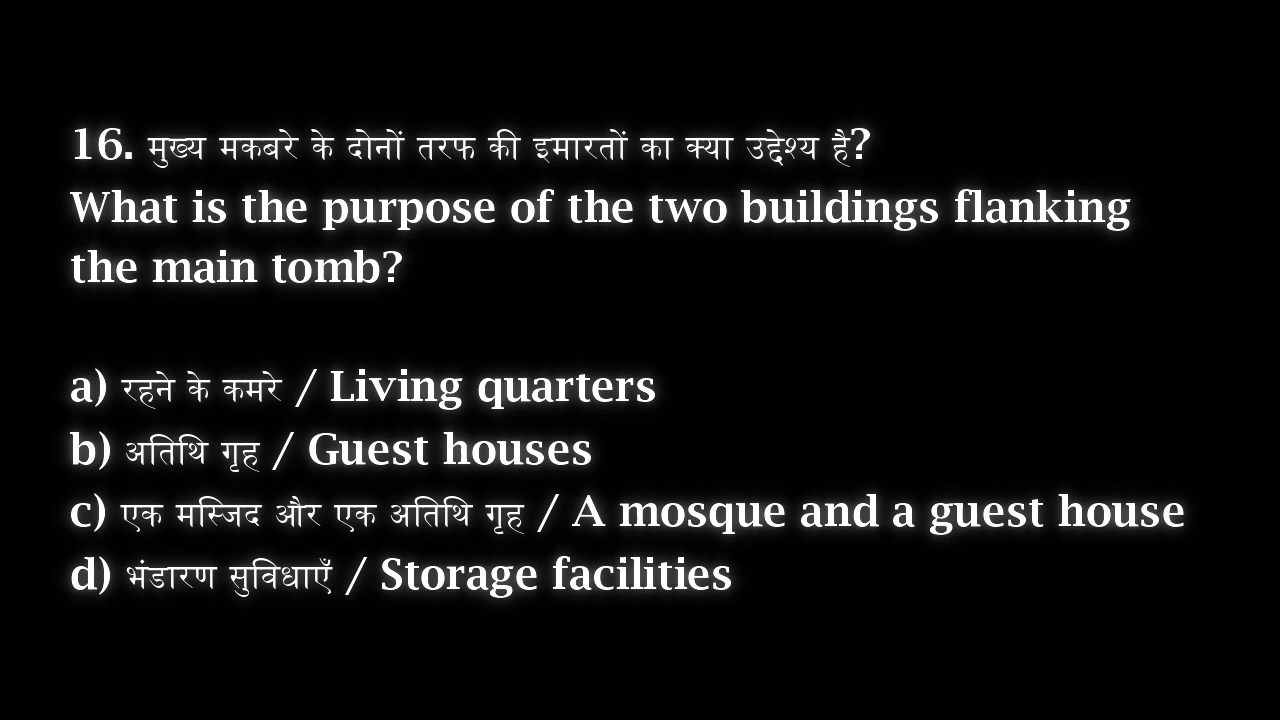 16. मुख्य मकबरे के दोनों तरफ की इमारतों का क्या उद्देश्य है?
What is the purpose of the two buildings flanking
the main tomb?
a) रहने के कमरे / Living quarters
b) अतिथि गृह / Guest houses
c) एक मस्जिद और एक अतिथि गृह / A mosque and a guest house
d) भंडारण सुविधाएँ / Storage facilities